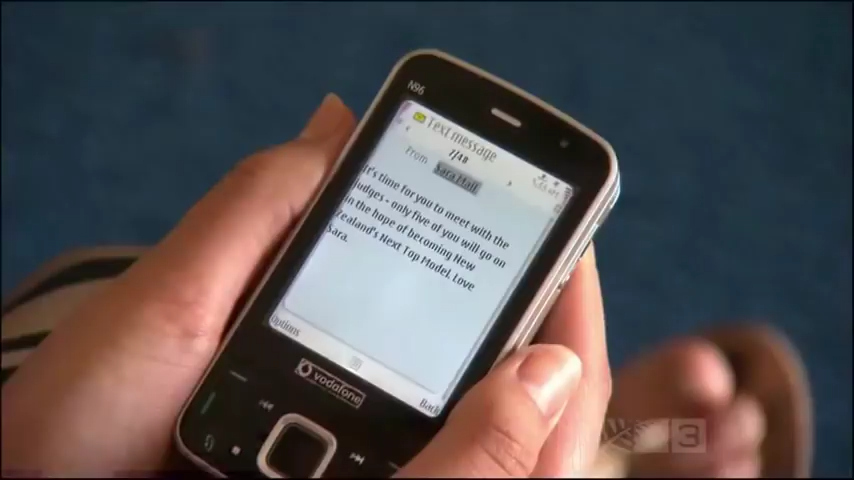 N96
Text message
1/48
From Sara Mail
It's time for you to meet with the
judges - only five of you will go on
in the hope of becoming New
Zealand's Next Top Model. Love
Sara.
Options
Back
vodafone
3